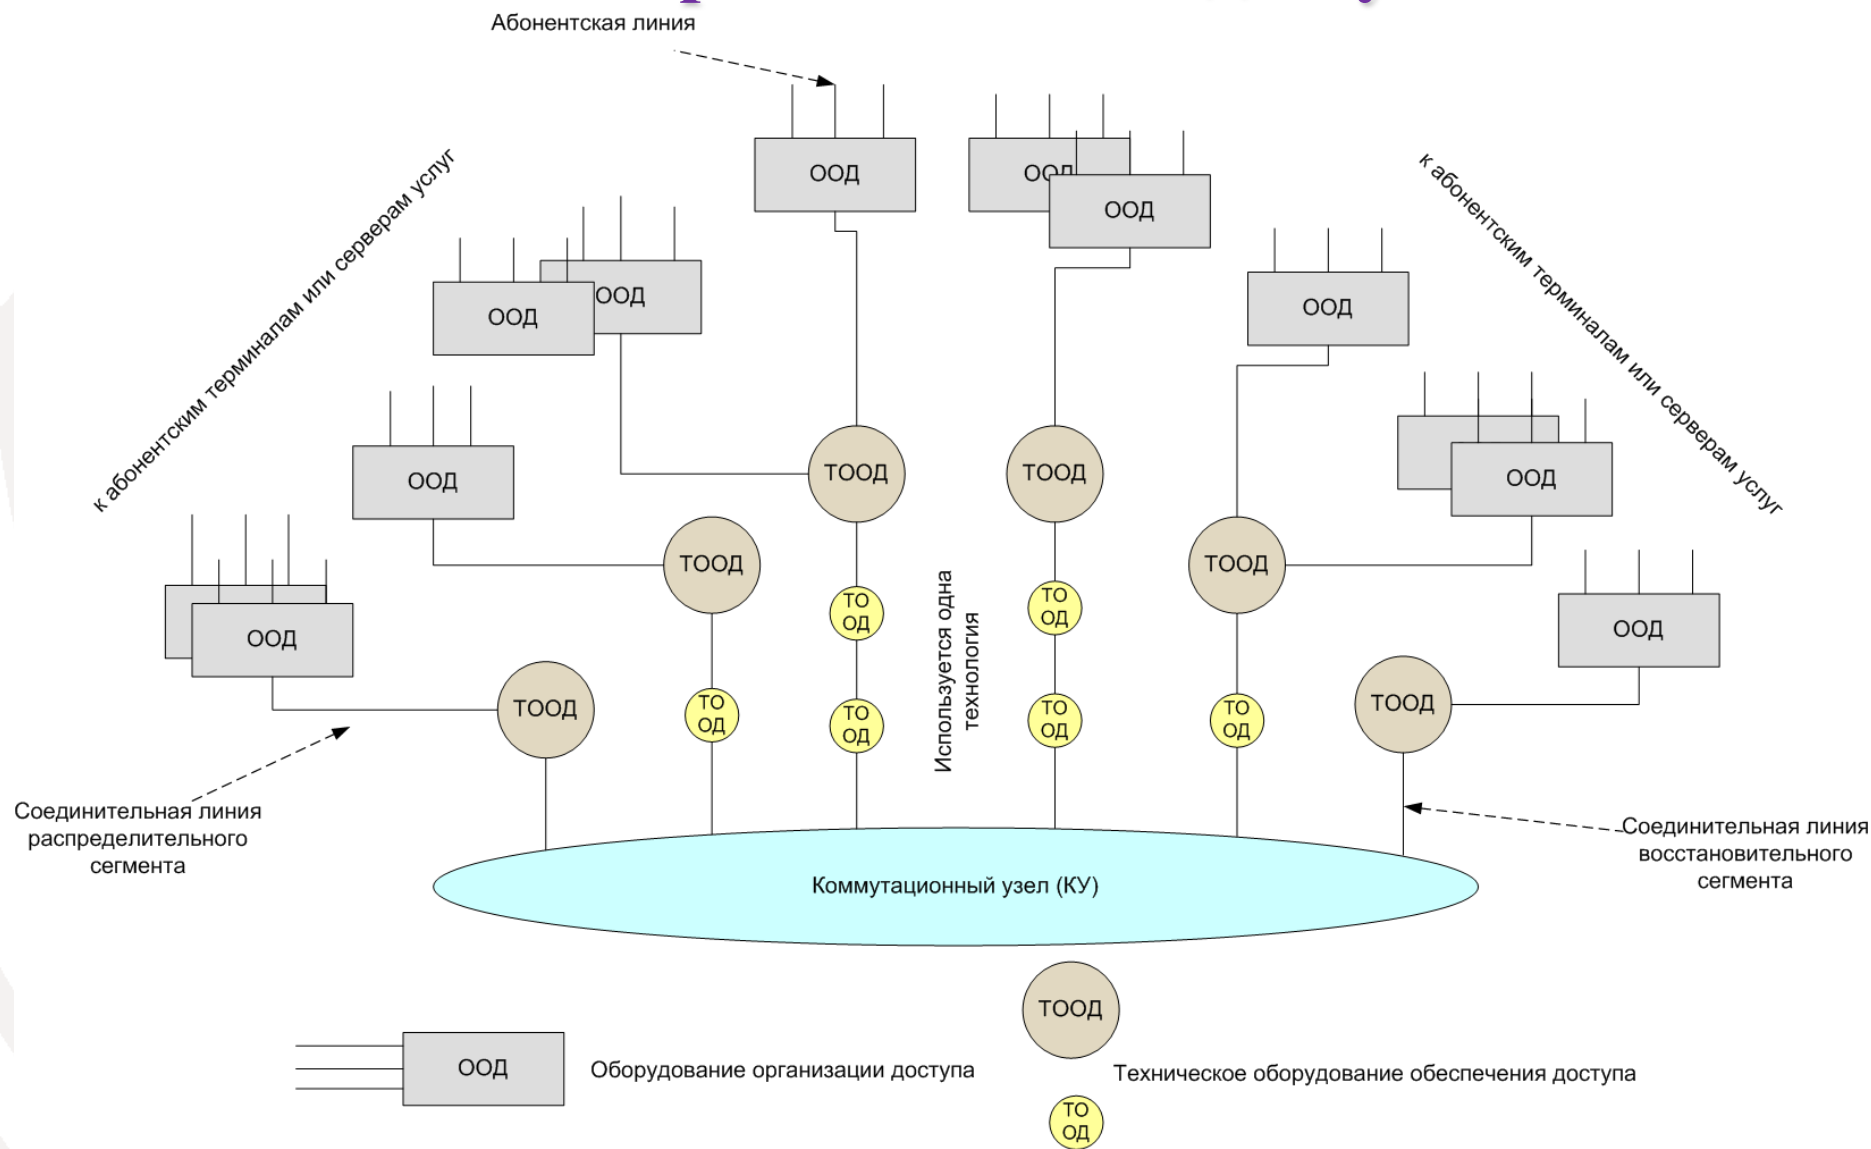 Абонентская линия
ООД
ООД
ООД
к абонентским терминалам или серверам услуг
к абонентским терминалам или серверам услуг
ООД
ООД
ООД
ООД
ООД
ТООД
ТООД
ООД
ТООД
ТООД
ООД
ООД
ТО
ОД
ТО
ОД
Используется одна
технология
ТООД
ТООД
ТО
ОД
ТО
ОД
ТО
ОД
ТО
ОД
Соединительная линия
распределительного
сегмента
Соединительная линия
восстановительного
сегмента
Коммутационный узел (КУ)
ТООД
ООД
Оборудование организации доступа
Техническое оборудование обеспечения доступа
ТО
ОД